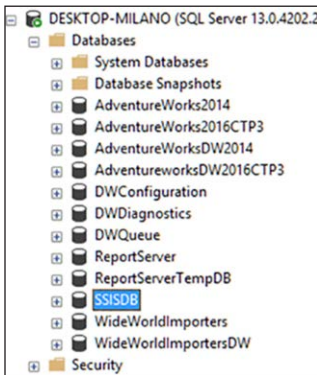 DESKTOP-MILANO (SQL Server 13.0.4202.2
Databases
System Databases
Database Snapshots
AdventureWorks2014
AdventureWorks2016CTP3
AdventureWorksDW2014
AdventureworksDW2016CTP3
DWConfiguration
DWDiagnostics
DWQueue
ReportServer
ReportServerTempDB
SSISDB
WideWorldImporters
WideWorldImportersDW
Security